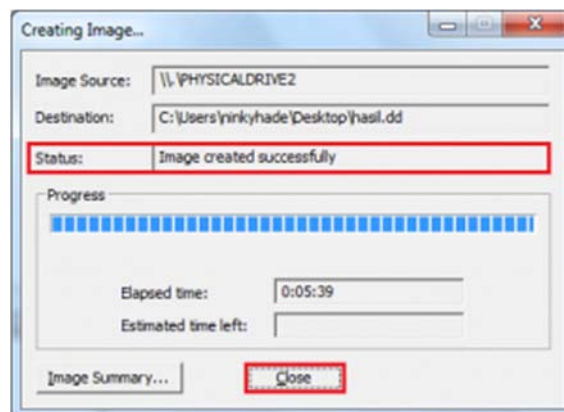 Creating Image...
Image Source: \\.\PHYSICALDRIVE2
Destination: C:\Users\ninkyhade\Desktop\hasil.dd
Status: Image created successfully
Progress
Elapsed time: 0:05:39
Estimated time left:
Image Summary... Close